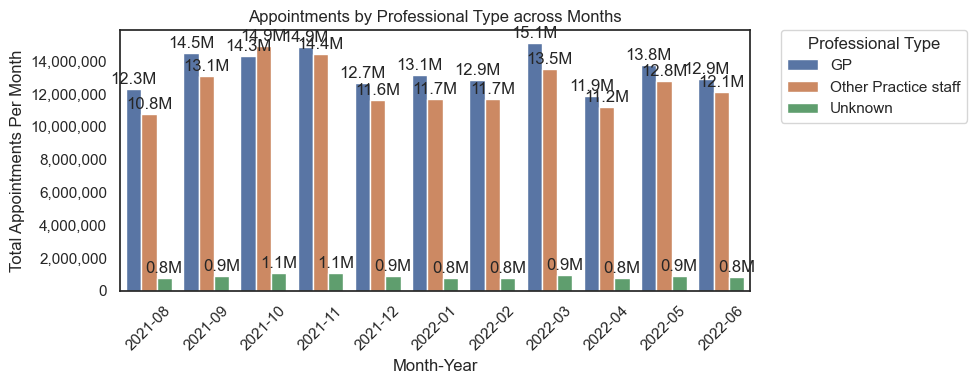 Appointments by Professional Type across Months
Total Appointments Per Month
14,000,000
12,000,000
10,000,000
8,000,000
6,000,000
4,000,000
2,000,000
0
12.3M 10.8M 0.8M
14.5M 13.1M 0.9M
14.3M 14.9M 1.1M
14.9M 14.4M 1.1M
12.7M 11.6M 0.9M
13.1M 11.7M 0.8M
12.9M 11.7M 0.8M
15.1M 13.5M 0.9M
11.9M 11.2M 0.8M
13.8M 12.8M 0.9M
12.9M 12.1M 0.8M
2021-08
2021-09
2021-10
2021-11
2021-12
2022-01
2022-02
2022-03
2022-04
2022-05
2022-06
Month-Year
Professional Type
GP
Other Practice staff
Unknown